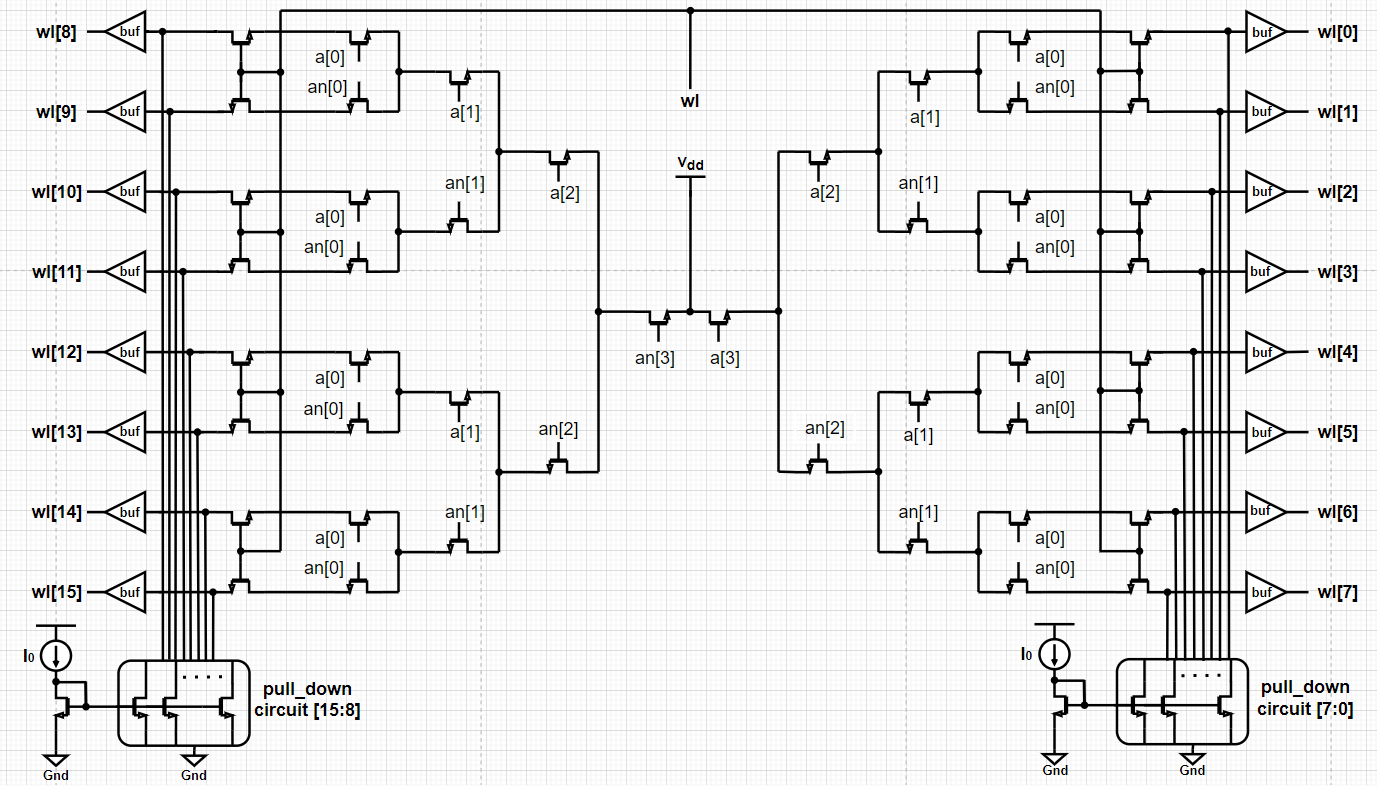 wl[8] buf a[0] a[0] buf wl[0]
an[0] an[0]
wl[9] buf a[1] wl a[1] buf wl[1]
Vdd
wl[10] buf an[1] a[2] a[2] an[1] buf wl[2]
a[0] a[0]
an[0] an[0]
wl[11] buf buf wl[3]
wl[12] buf an[3] a[3] buf wl[4]
a[0] a[0]
an[0] an[0]
wl[13] buf a[1] an[2] an[2] a[1] buf wl[5]
wl[14] buf an[1] an[1] buf wl[6]
a[0] a[0]
an[0] an[0]
wl[15] buf buf wl[7]
I0 I0
pull_down pull_down
circuit [15:8] circuit [7:0]
Gnd Gnd Gnd Gnd